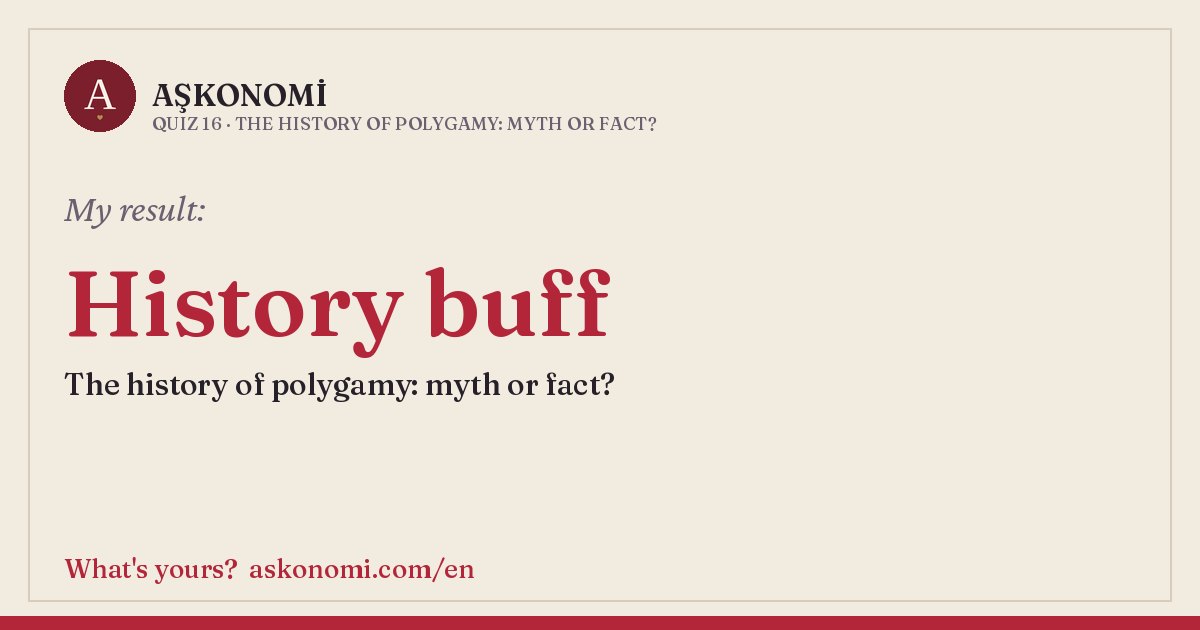 A
AŞKONOMİ
QUIZ 16 · THE HISTORY OF POLYGAMY: MYTH OR FACT?
My result:
History buff
The history of polygamy: myth or fact?
What's yours? askonomi.com/en